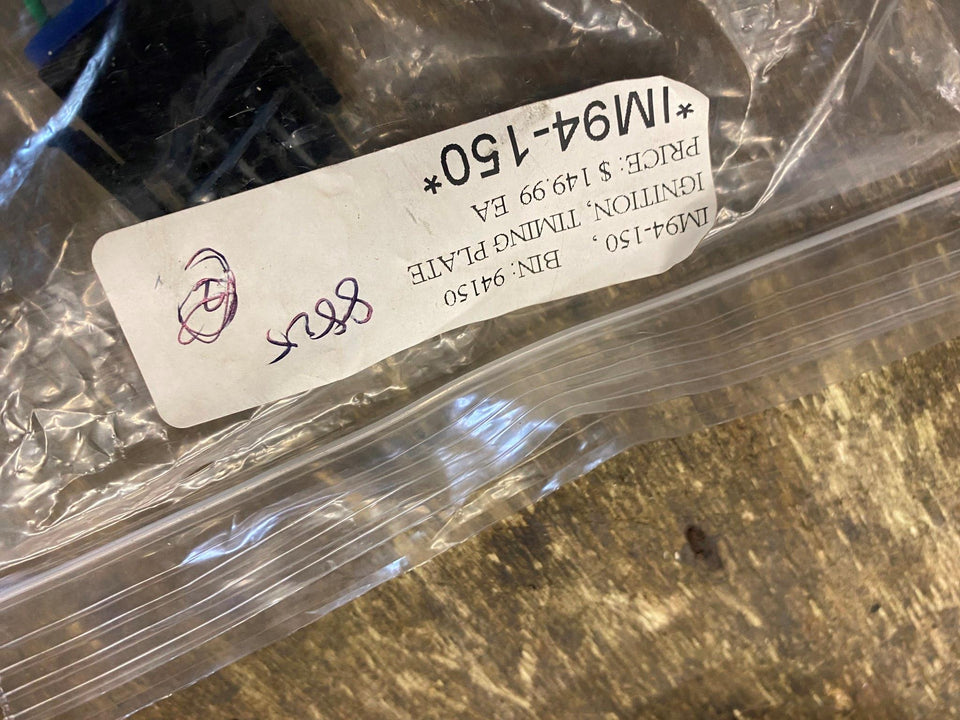 IM94-150, BIN: 94150
IGNITION, TIMING PLATE
PRICE: $ 149.99 EA
*IM94-150*